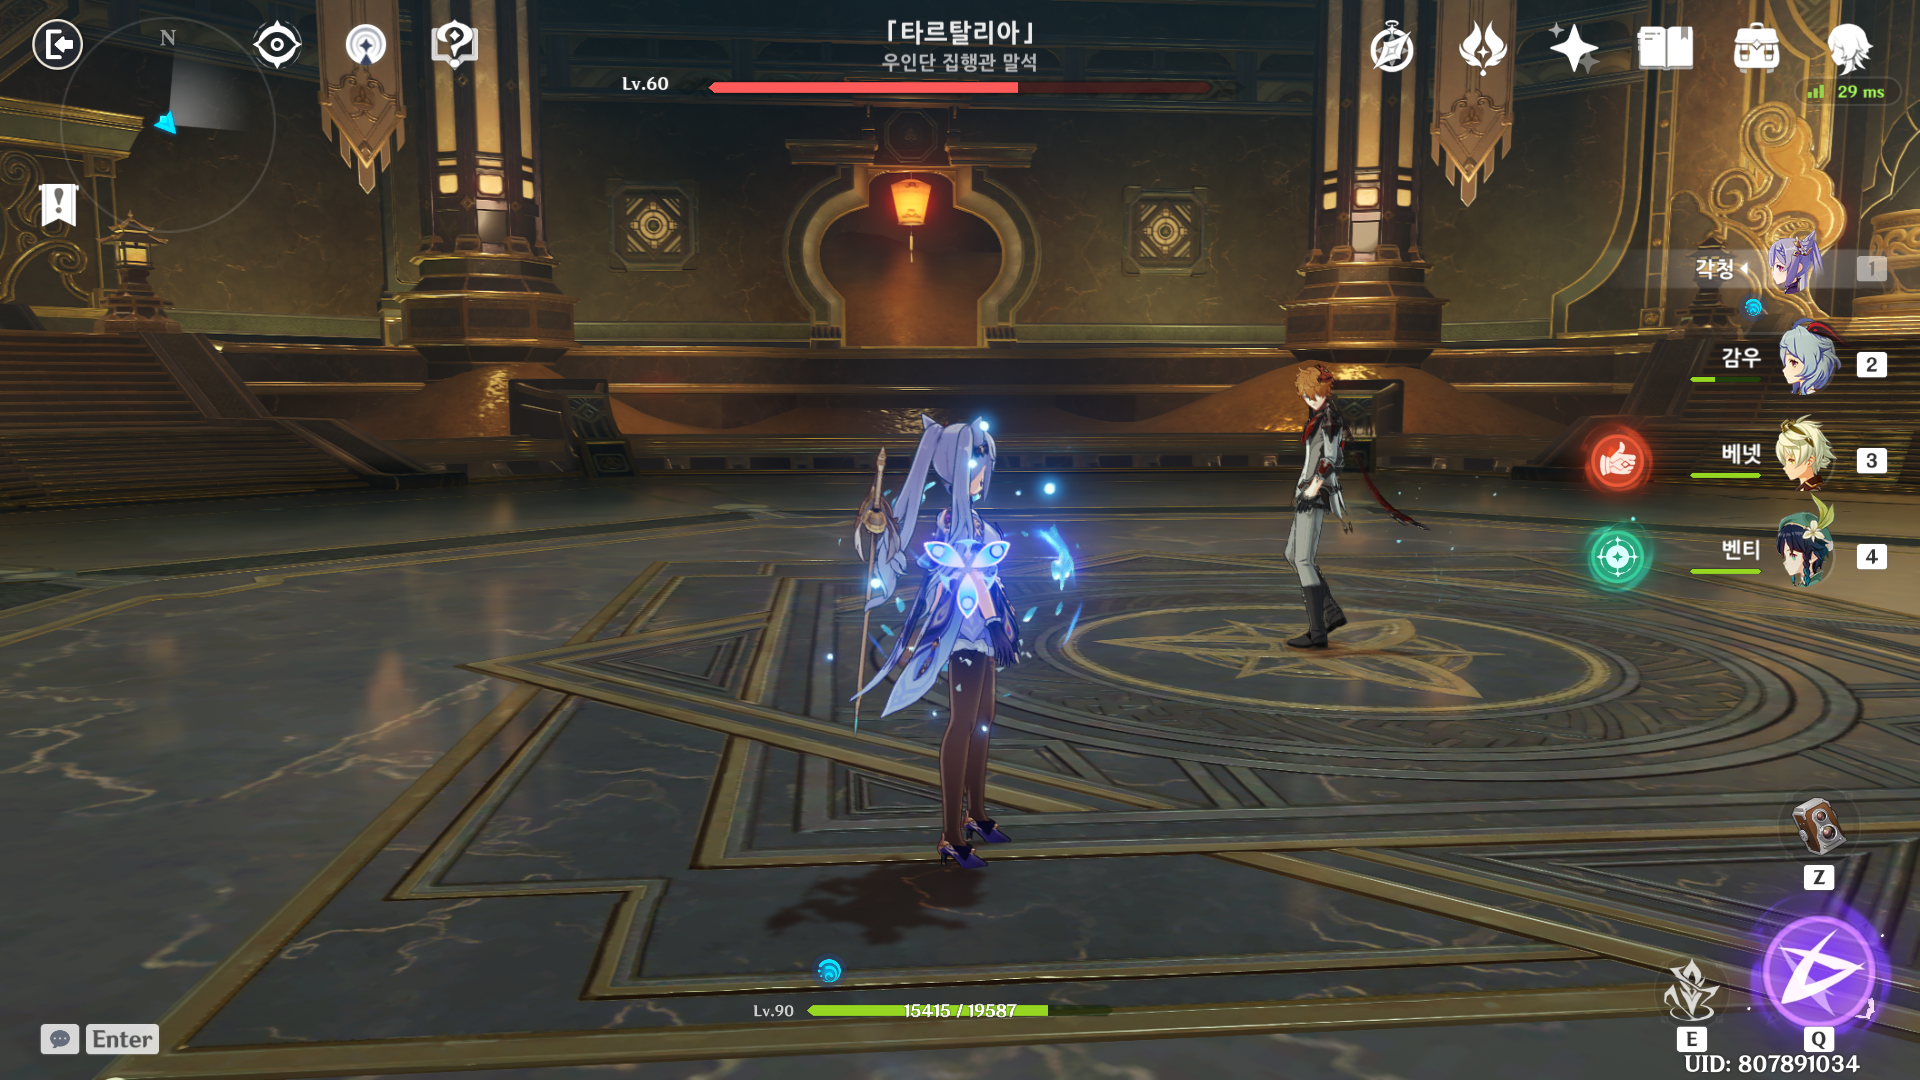 N
「타르탈리아」
우인단 집행관 말석
Lv.60
29 ms
각청
1
감우
2
베넷
3
벤티
4
Z
Lv.90
15415 / 19587
Enter
E
Q
UID: 807891034